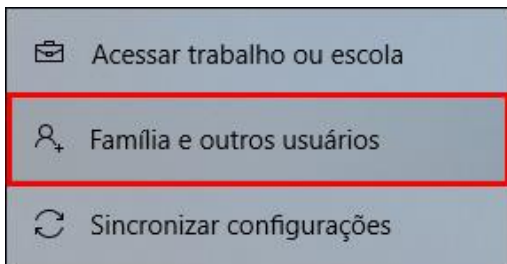 Acessar trabalho ou escola
Família e outros usuários
Sincronizar configurações